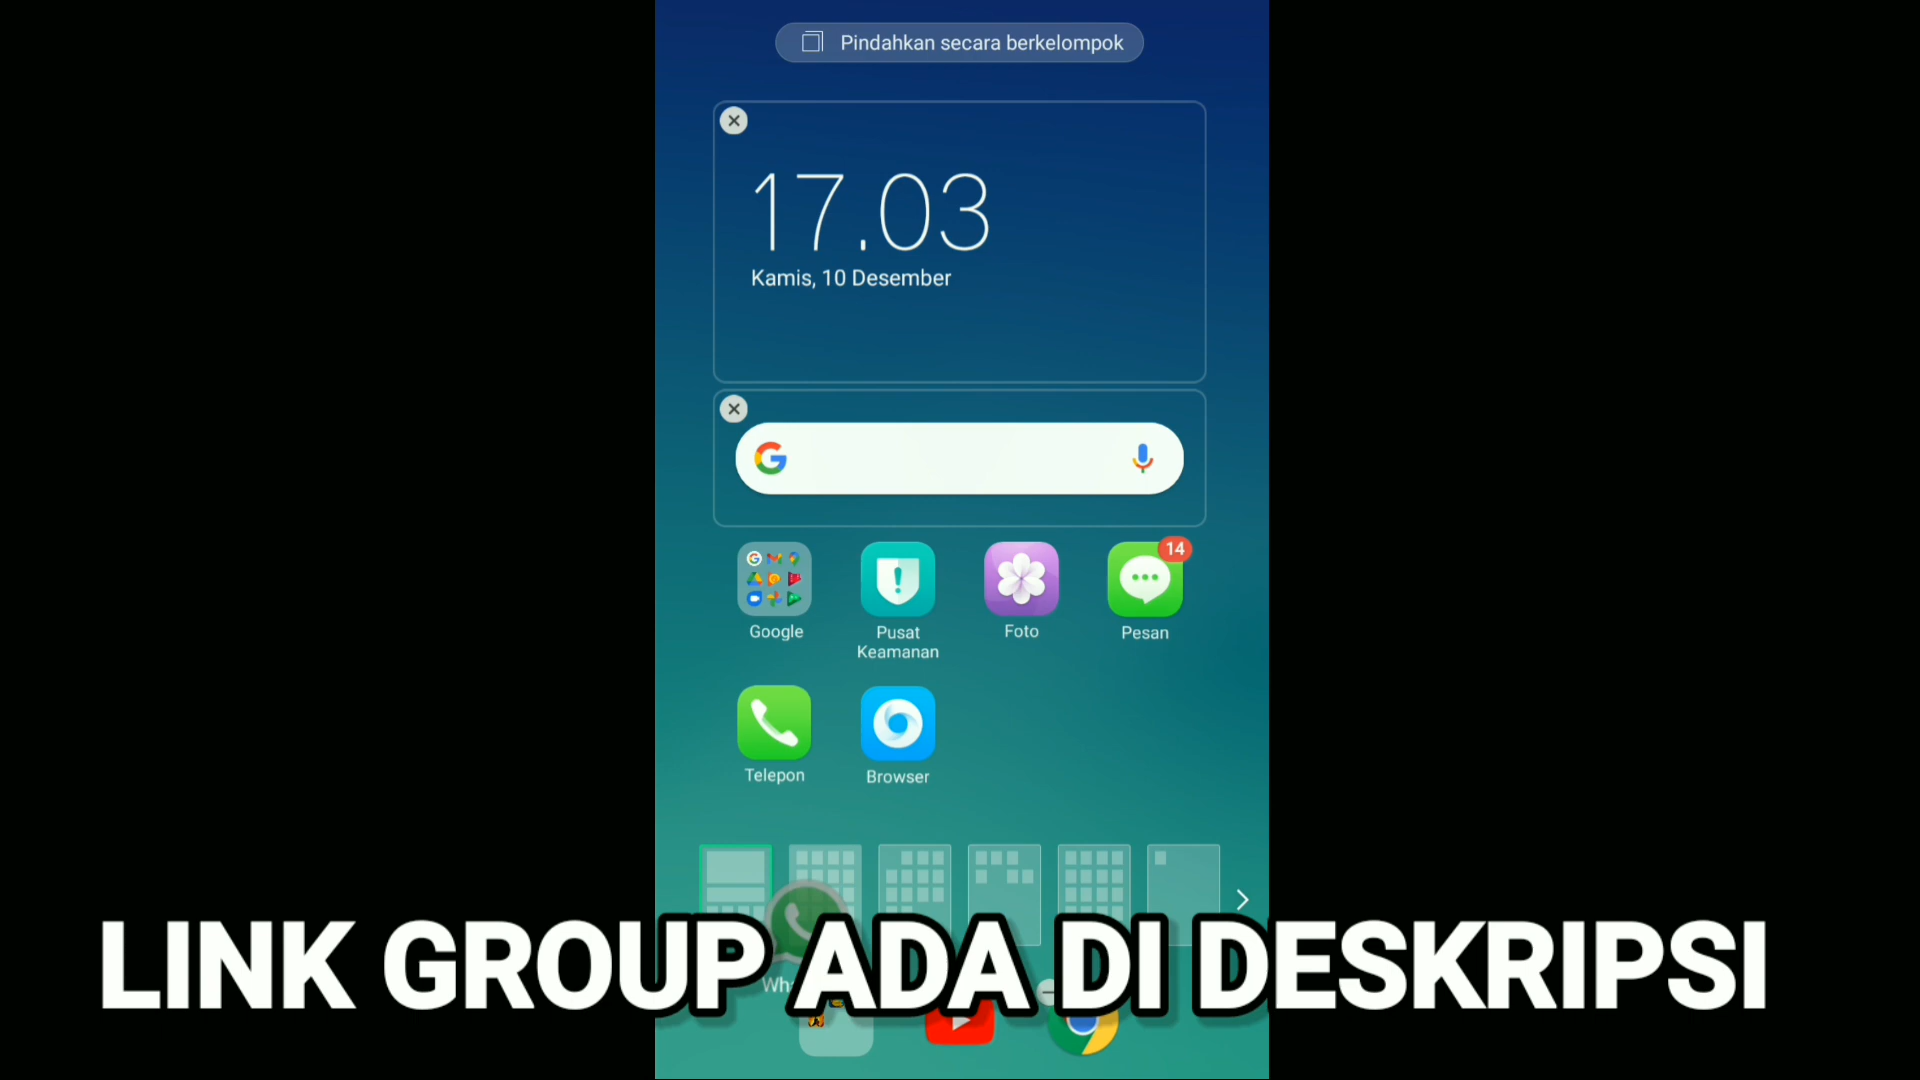 Pindahkan secara berkelompok
17.03
Kamis, 10 Desember
Google
Pusat
Keamanan
Foto
14
Pesan
Telepon
Browser
LINK GROUP ADA DI DESKRIPSI